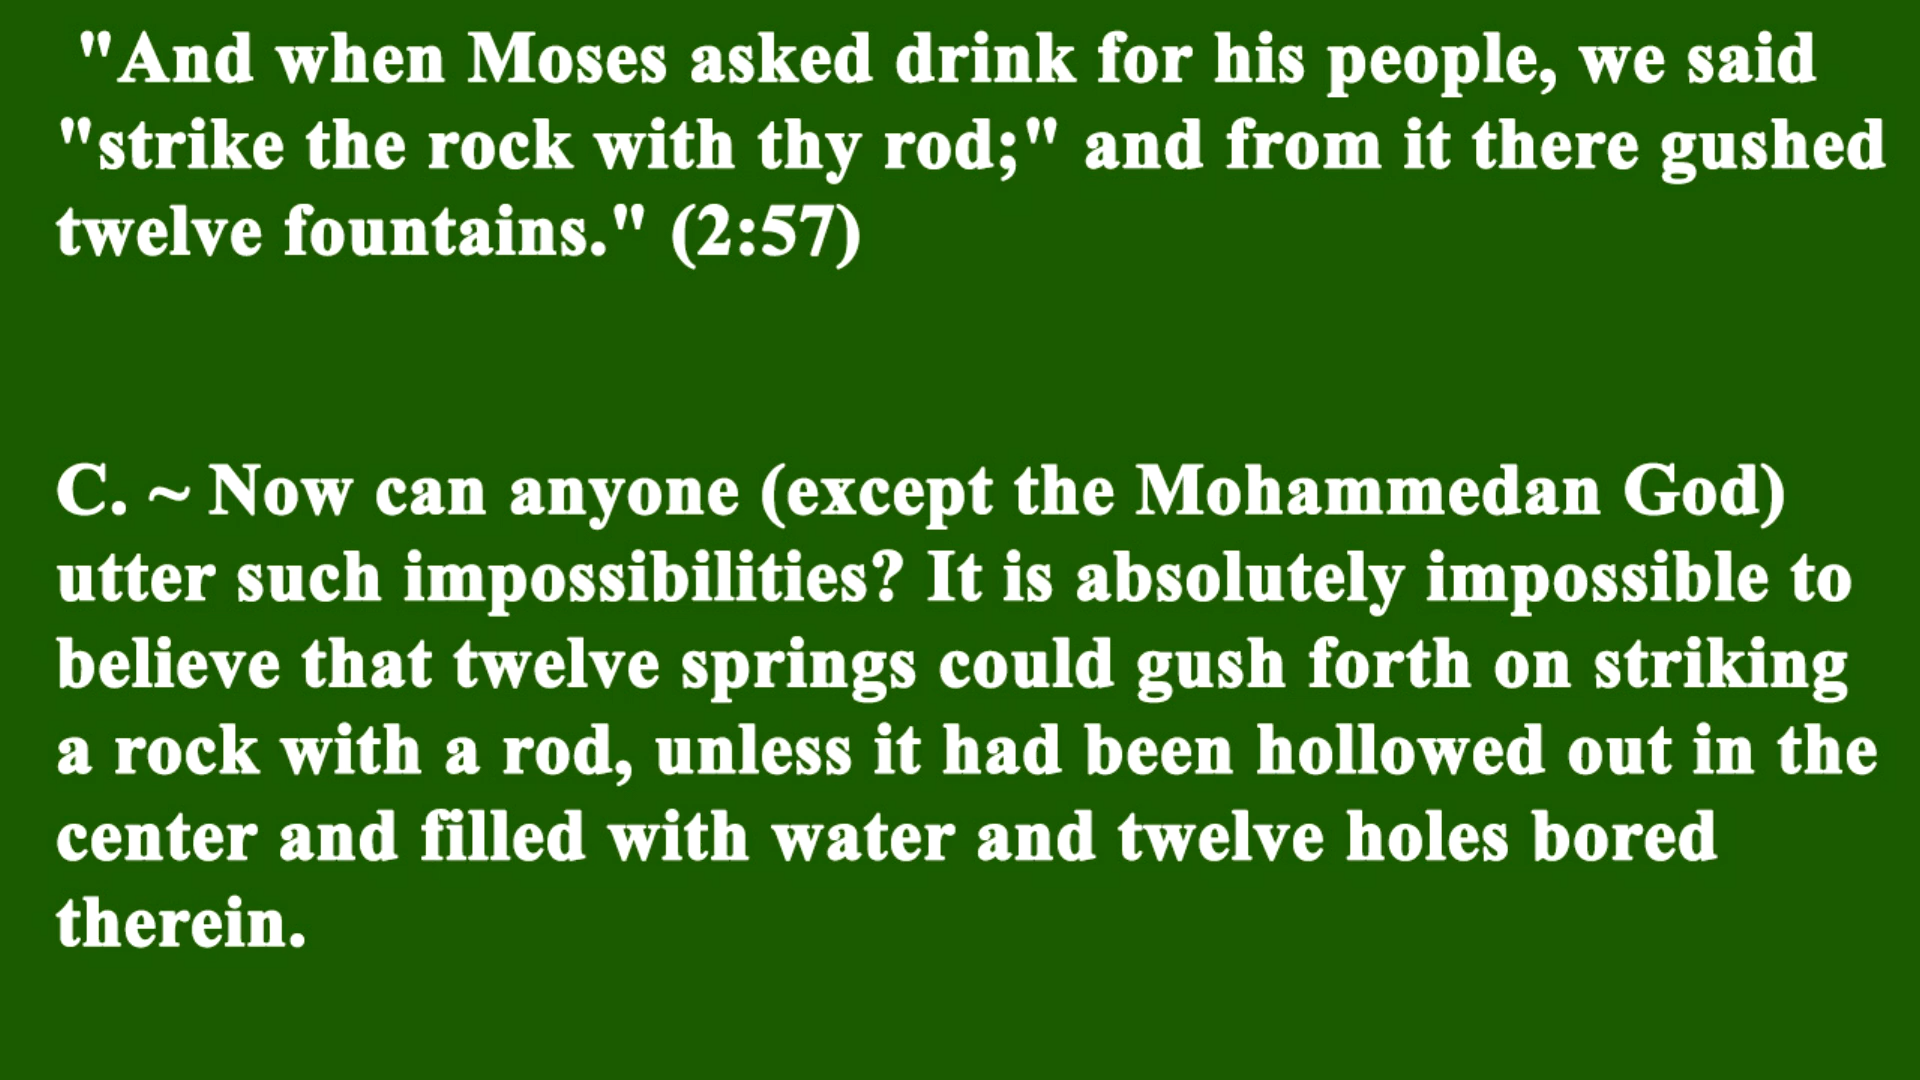 "And when Moses asked drink for his people, we said
"strike the rock with thy rod;" and from it there gushed
twelve fountains." (2:57)
C. ~ Now can anyone (except the Mohammedan God)
utter such impossibilities? It is absolutely impossible to
believe that twelve springs could gush forth on striking
a rock with a rod, unless it had been hollowed out in the
center and filled with water and twelve holes bored
therein.